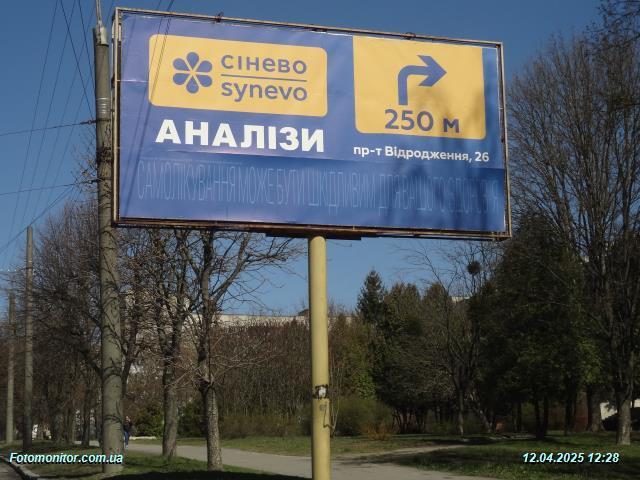 сінево
synevo
250 м
АНАЛІЗИ
пр-т Відродження, 26
САМОЛІКУВАННЯ МОЖЕ БУТИ ШКІДЛИВИМ ДЛЯ ВАШОГО ЗДОРОВ'Я
Fotomonitor.com.ua
12.04.2025 12:28